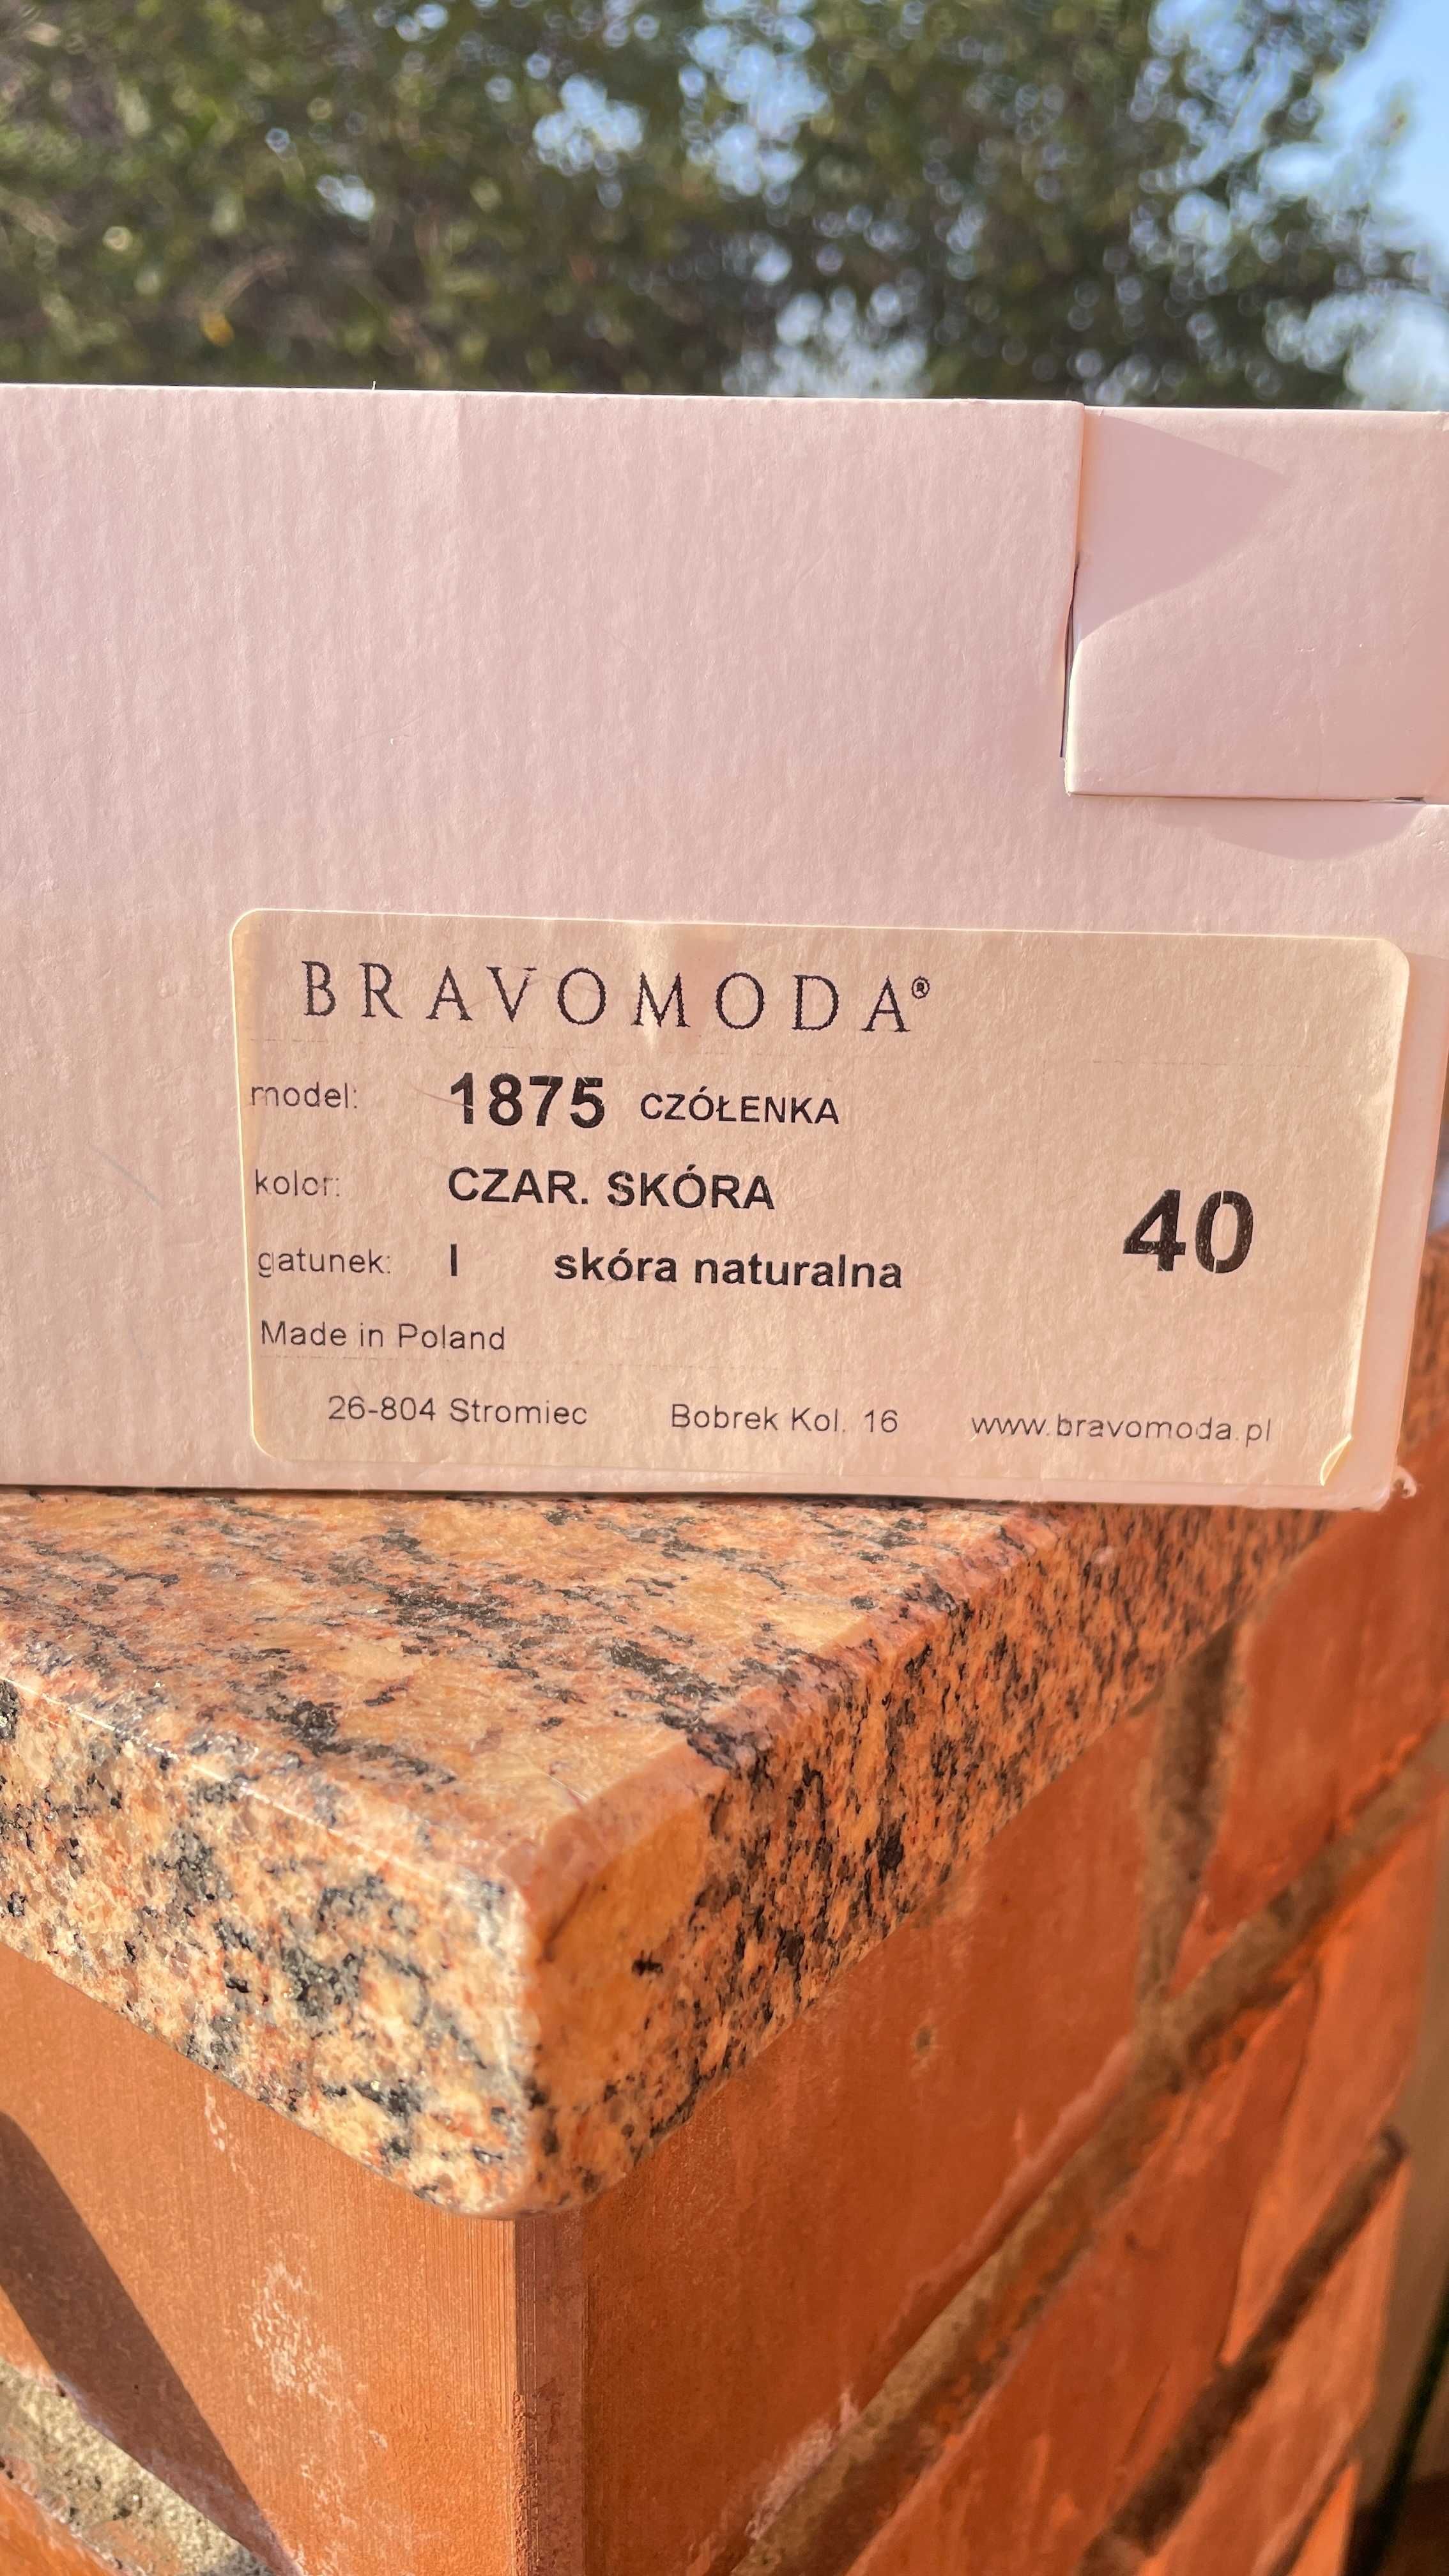 BRAVOMODA®
model: 1875 CZÓŁENKA
kolor: CZAR. SKÓRA
40
gatunek: I skóra naturalna
Made in Poland
26-804 Stromiec Bobrek Kol. 16 www.bravomoda.pl